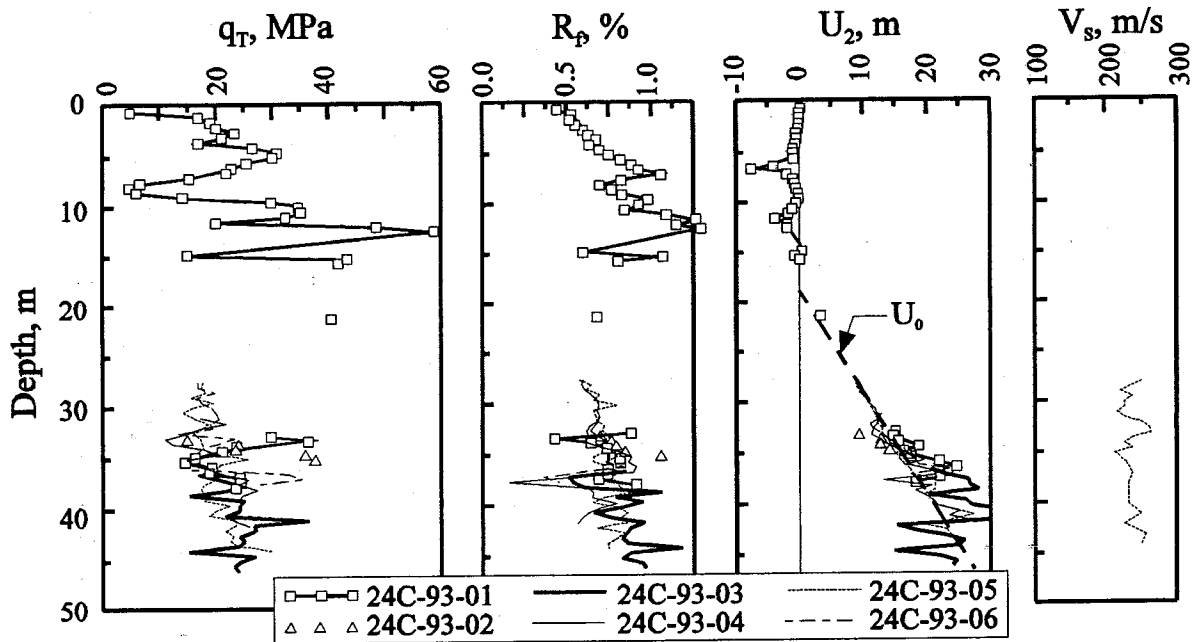 q_T, MPa
R_f, %
U_2, m
V_s, m/s
0
20
40
60
0.0
0.5
1.0
-10
0
10
20
30
100
200
300
0
10
20
30
40
50
Depth, m
U_0
24C-93-01
24C-93-03
24C-93-05
24C-93-02
24C-93-04
24C-93-06